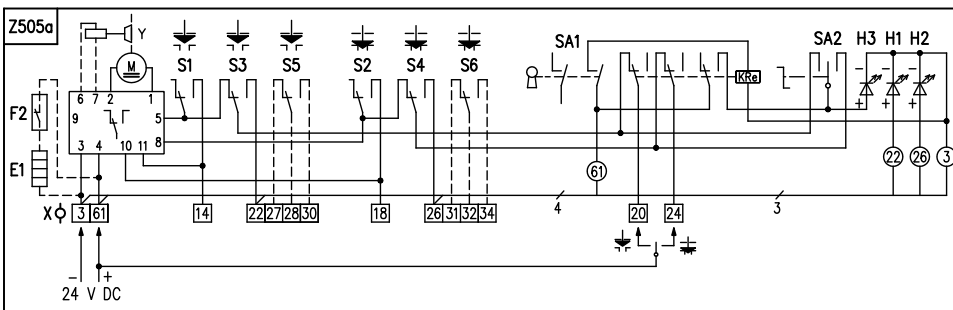 Z505a
Y
M
S1 S3 S5 S2 S4 S6
SA1 SA2 H3 H1 H2
KRe
6 7 2 1
9 5
8
3 4 10 11
F2
E1
- - -
+ + +
61 22 26 3
4 3
X 3 61 14 22 27 28 30 18 26 31 32 34 20 24
- +
24 V DC